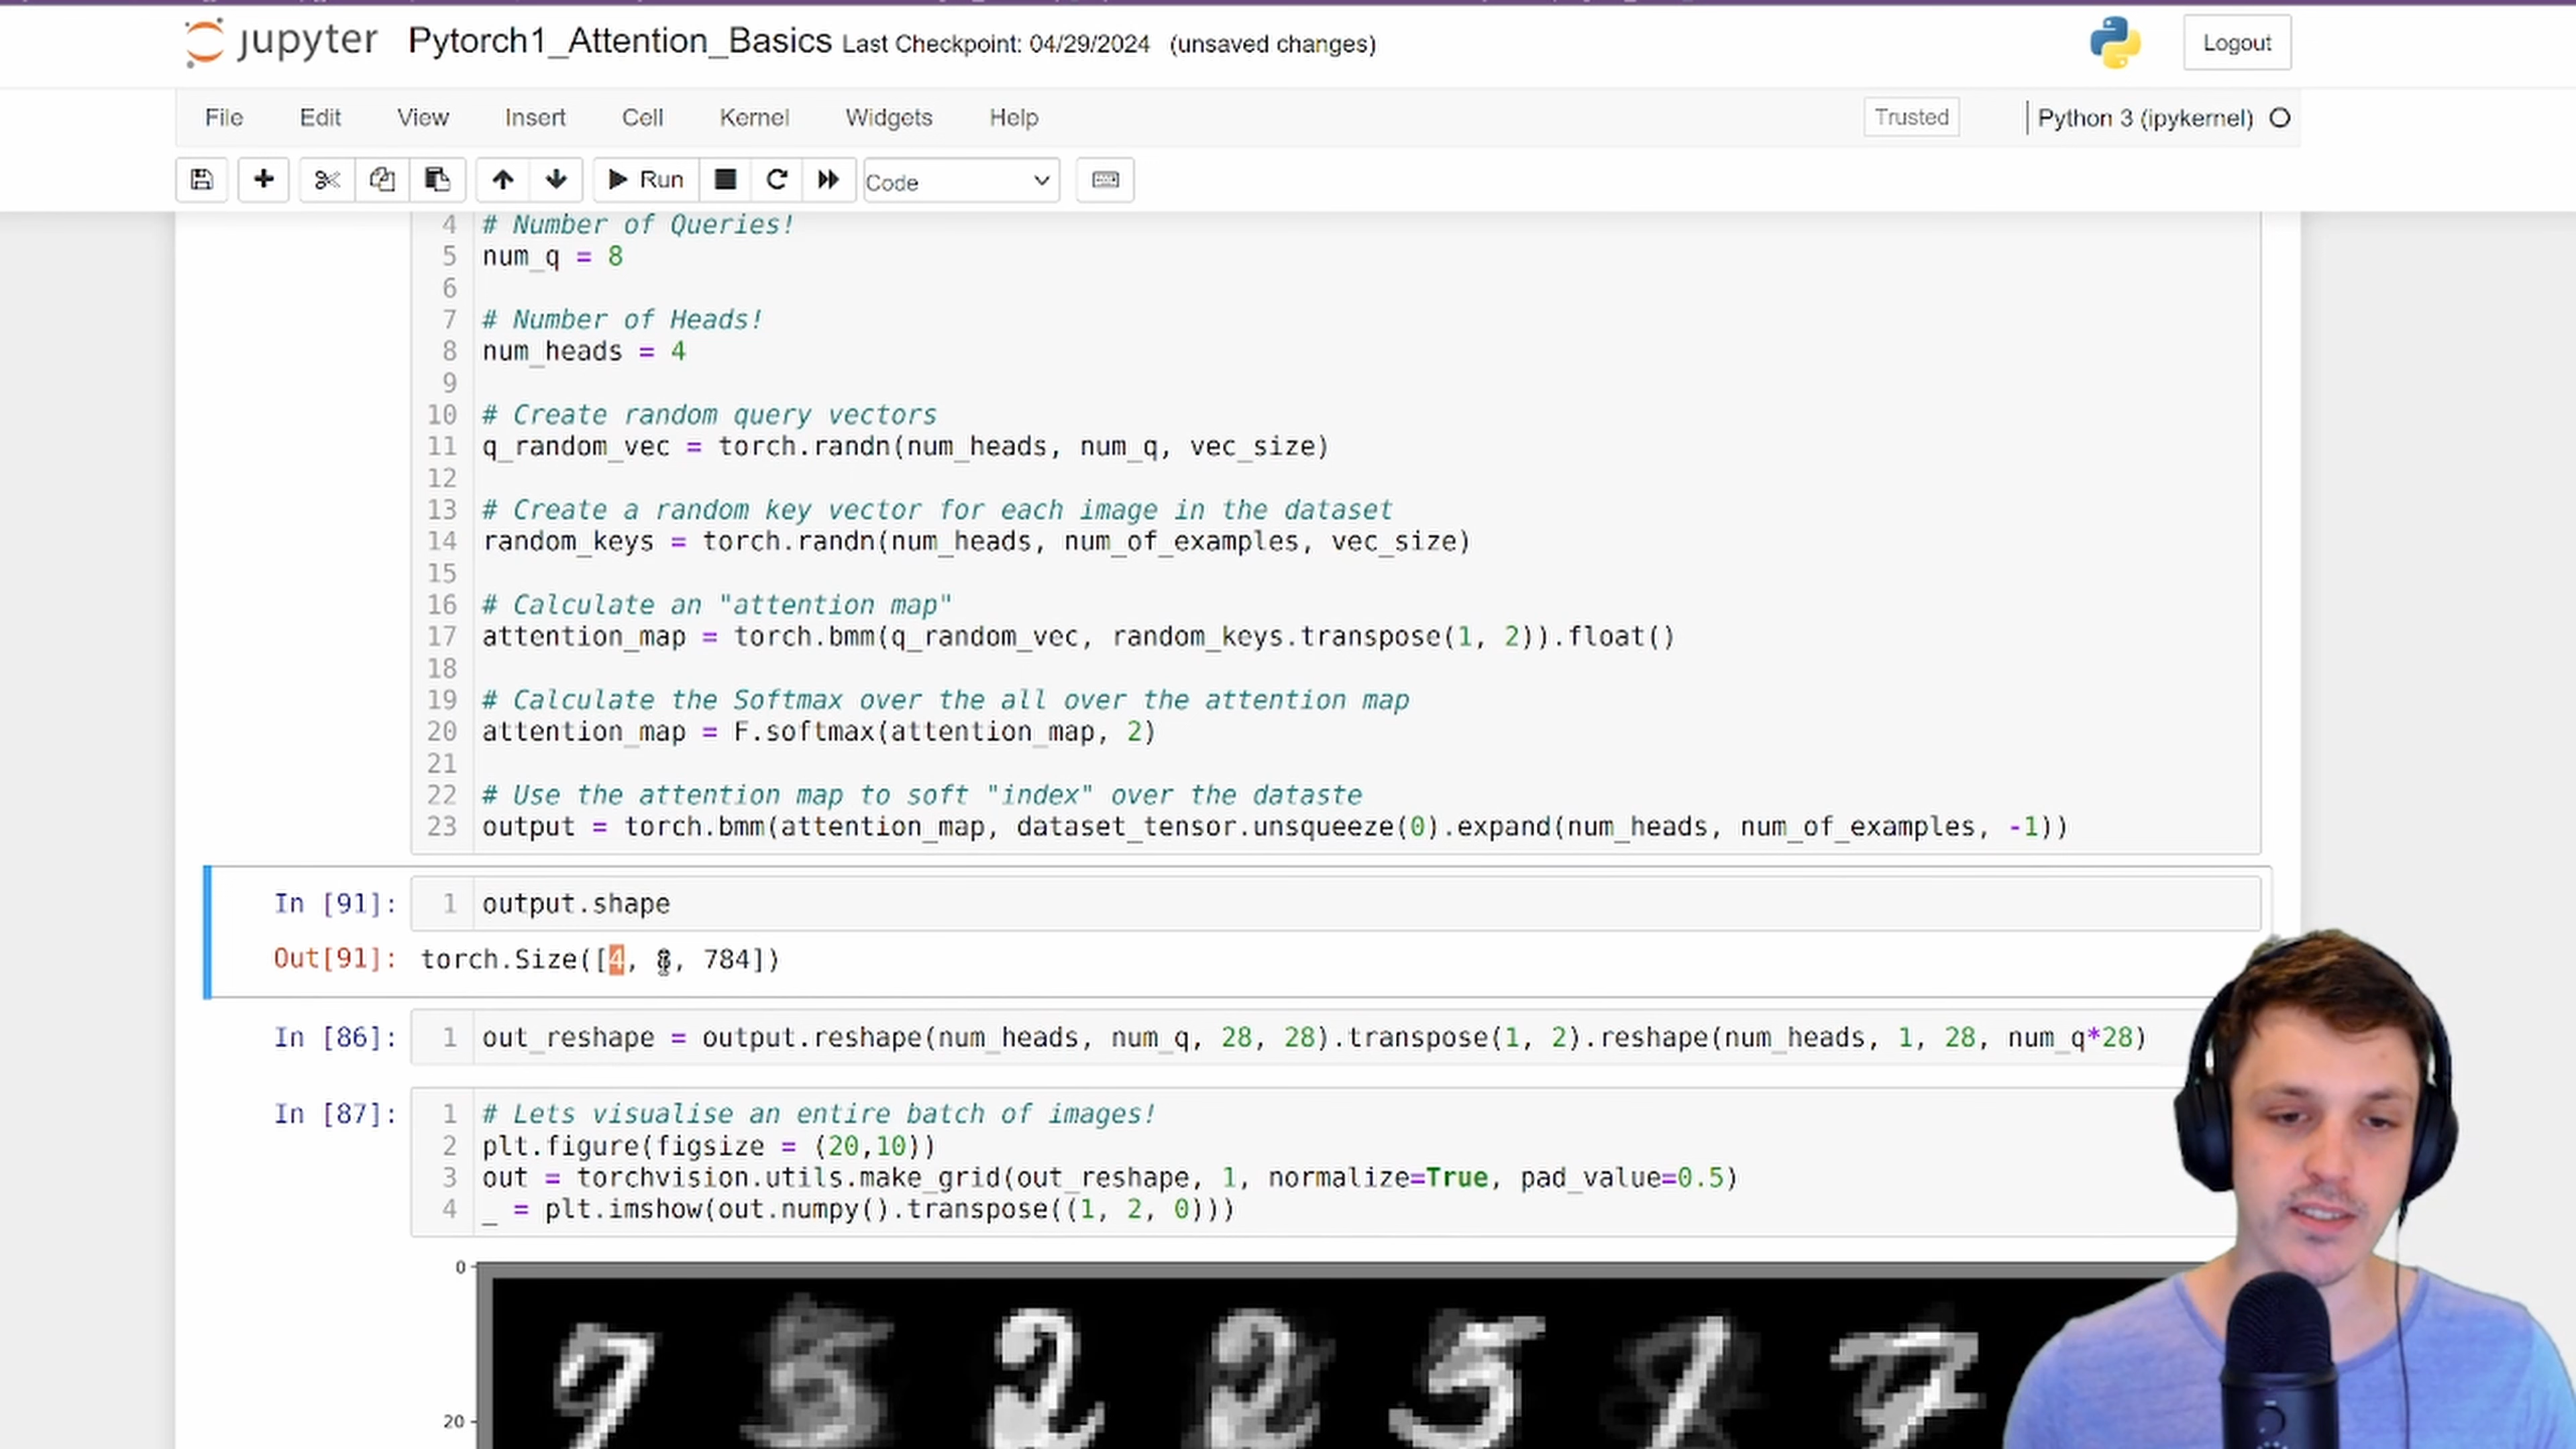 jupyter Pytorch1_Attention_Basics Last Checkpoint: 04/29/2024 (unsaved changes) Logout
File Edit View Insert Cell Kernel Widgets Help Trusted Python 3 (ipykernel)
Run Code
4 # Number of Queries!
5 num_q = 8
6
7 # Number of Heads!
8 num_heads = 4
9
10 # Create random query vectors
11 q_random_vec = torch.randn(num_heads, num_q, vec_size)
12
13 # Create a random key vector for each image in the dataset
14 random_keys = torch.randn(num_heads, num_of_examples, vec_size)
15
16 # Calculate an "attention map"
17 attention_map = torch.bmm(q_random_vec, random_keys.transpose(1, 2)).float()
18
19 # Calculate the Softmax over the all over the attention map
20 attention_map = F.softmax(attention_map, 2)
21
22 # Use the attention map to soft "index" over the dataste
23 output = torch.bmm(attention_map, dataset_tensor.unsqueeze(0).expand(num_heads, num_of_examples, -1))
In [91]: 1 output.shape
Out[91]: torch.Size([4, 8, 784])
In [86]: 1 out_reshape = output.reshape(num_heads, num_q, 28, 28).transpose(1, 2).reshape(num_heads, 1, 28, num_q*28)
In [87]: 1 # Lets visualise an entire batch of images!
2 plt.figure(figsize = (20,10))
3 out = torchvision.utils.make_grid(out_reshape, 1, normalize=True, pad_value=0.5)
4 _ = plt.imshow(out.numpy().transpose((1, 2, 0)))
0
20